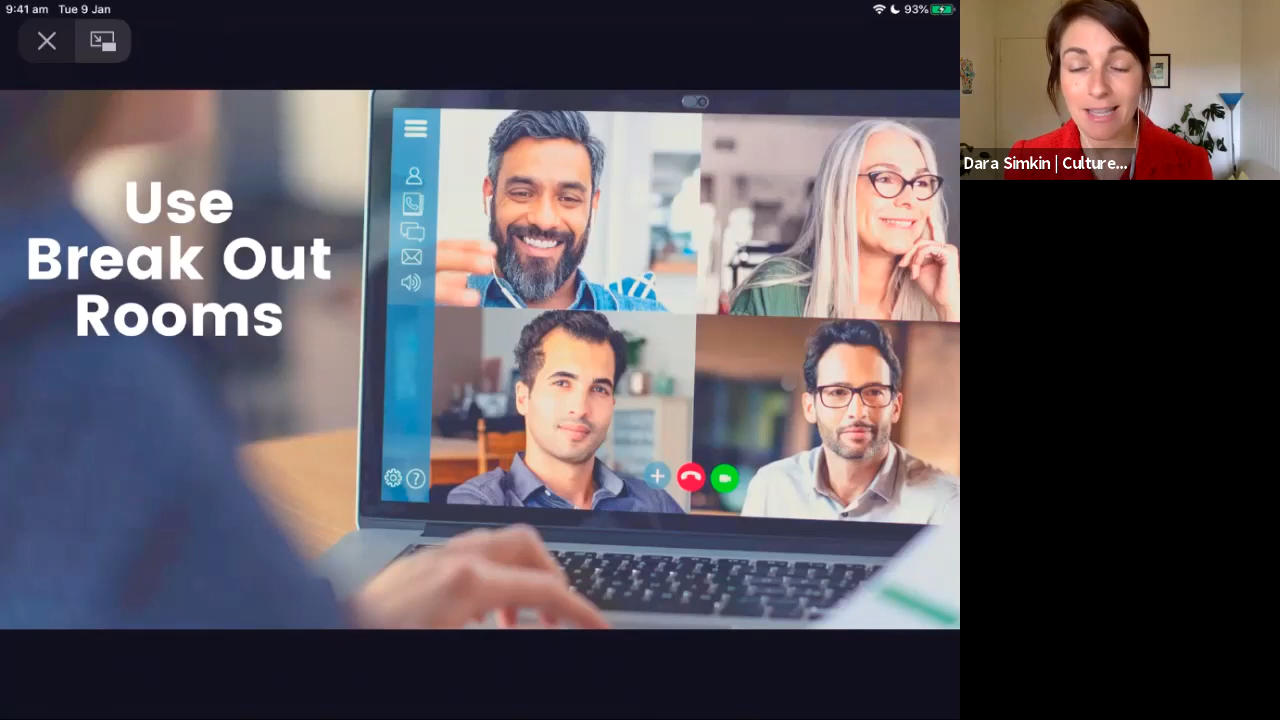 9:41 am Tue 9 Jan
93%
Use
Break Out
Rooms
Dara Simkin | Culture...